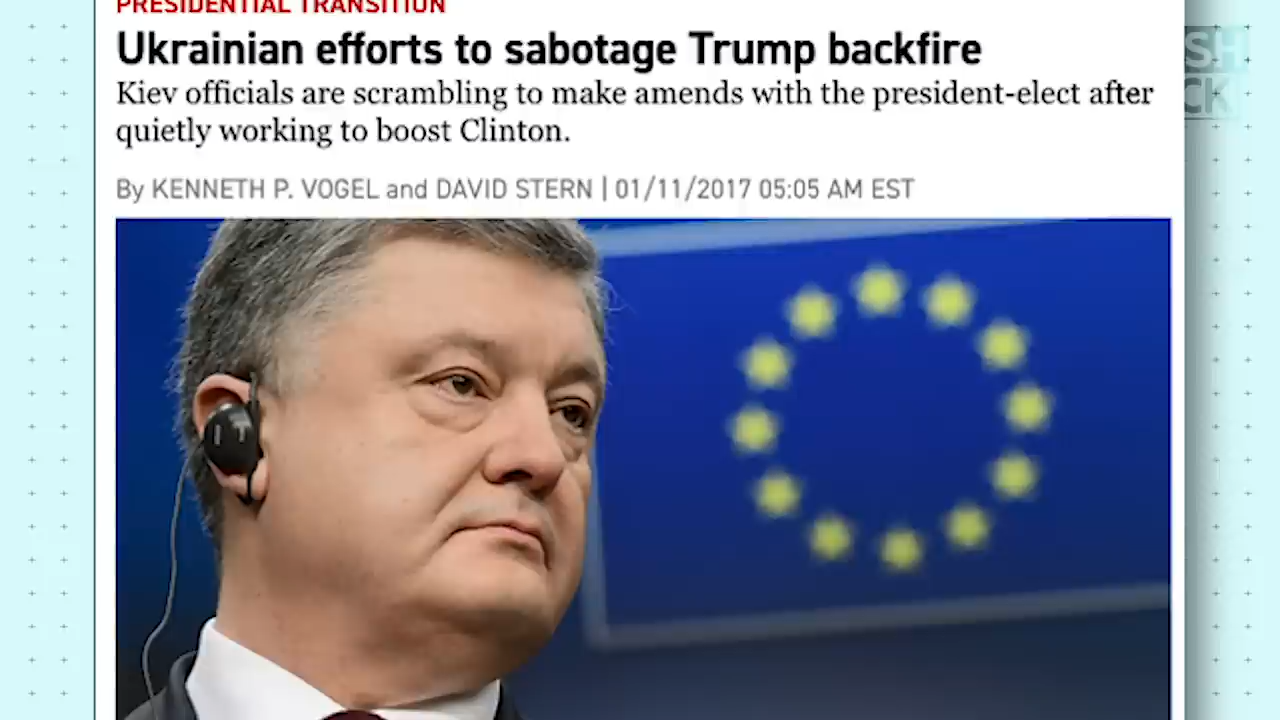 PRESIDENTIAL TRANSITION
Ukrainian efforts to sabotage Trump backfire
Kiev officials are scrambling to make amends with the president-elect after
quietly working to boost Clinton.
By KENNETH P. VOGEL and DAVID STERN | 01/11/2017 05:05 AM EST